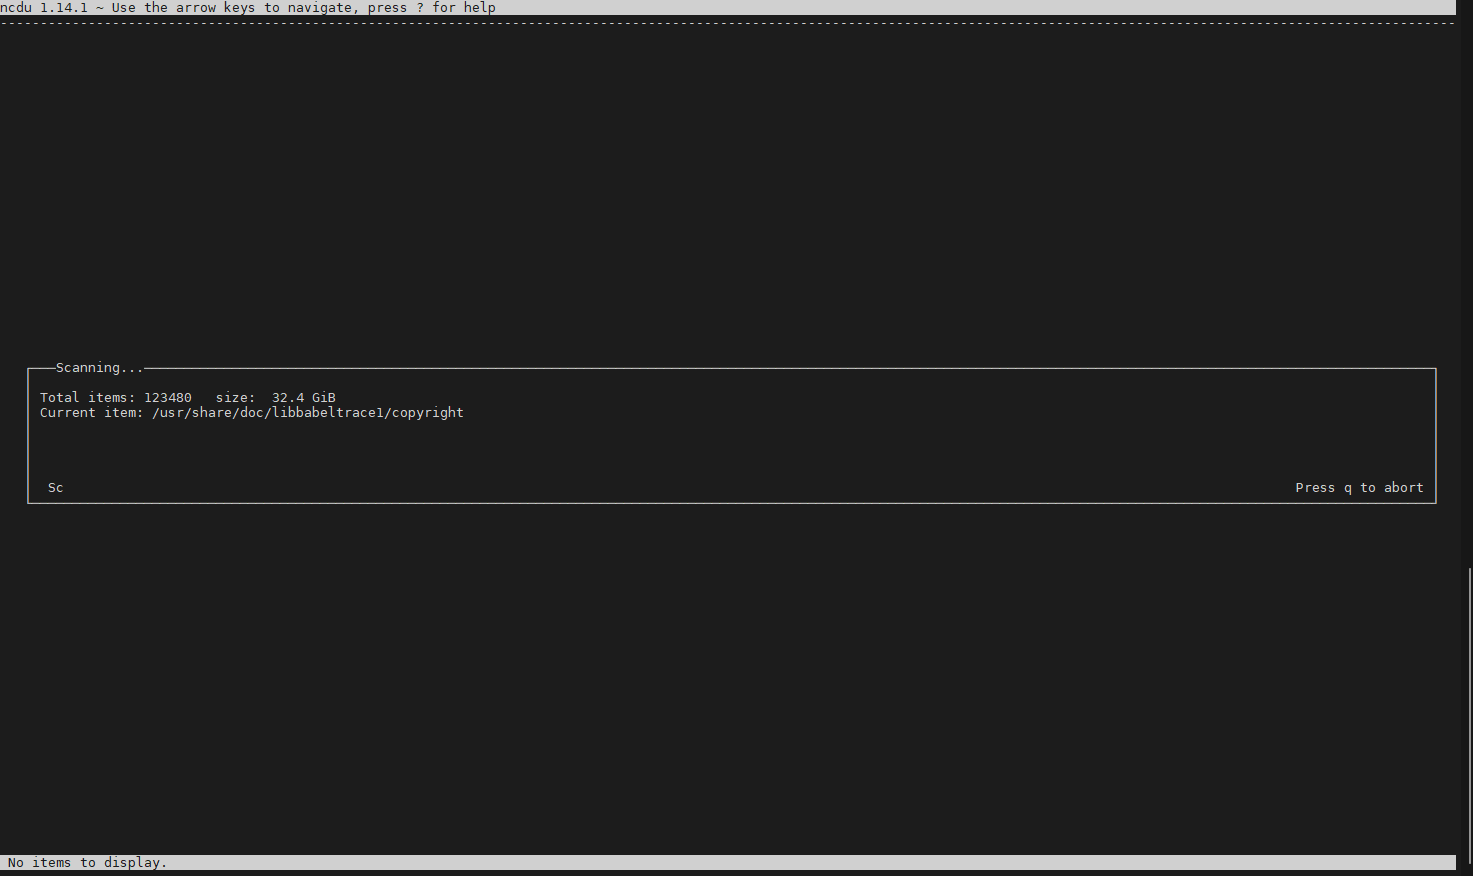 ncdu 1.14.1 ~ Use the arrow keys to navigate, press ? for help
Scanning...
Total items: 123480   size:  32.4 GiB
Current item: /usr/share/doc/libbabeltrace1/copyright
Sc Press q to abort
No items to display.